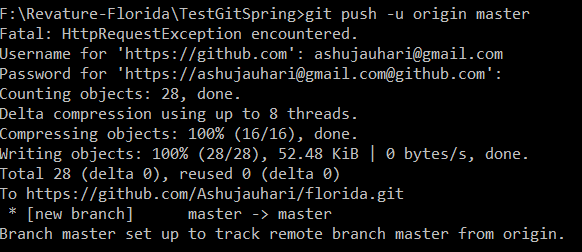 F:\Revature-Florida\TestGitSpring>git push -u origin master
Fatal: HttpRequestException encountered.
Username for 'https://github.com': ashujauhari@gmail.com
Password for 'https://ashujauhari@gmail.com@github.com':
Counting objects: 28, done.
Delta compression using up to 8 threads.
Compressing objects: 100% (16/16), done.
Writing objects: 100% (28/28), 52.48 KiB | 0 bytes/s, done.
Total 28 (delta 0), reused 0 (delta 0)
To https://github.com/Ashujauhari/florida.git
 * [new branch]      master -> master
Branch master set up to track remote branch master from origin.